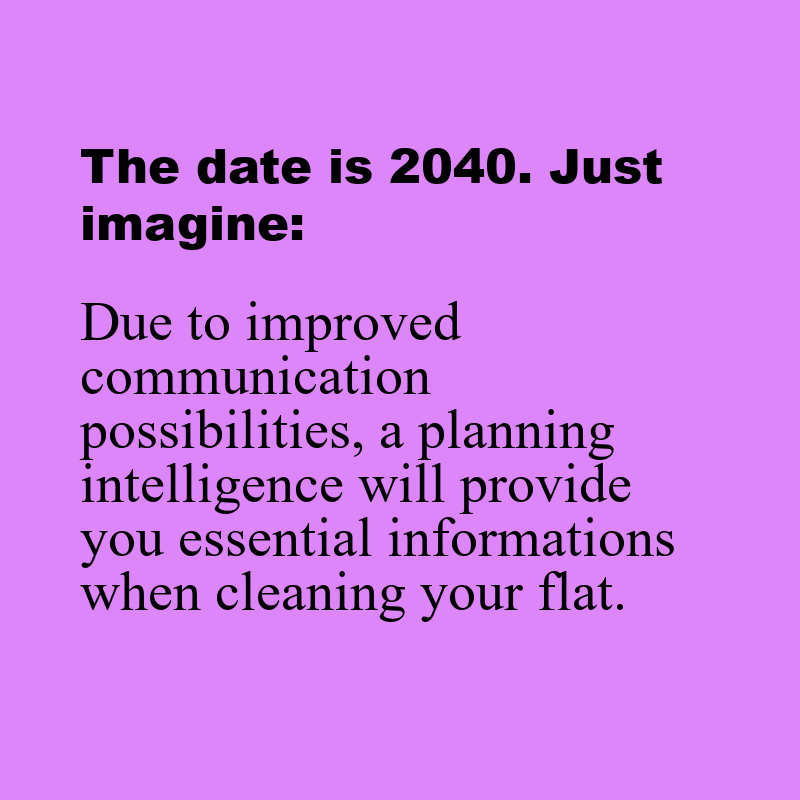 The date is 2040. Just
imagine:
Due to improved
communication
possibilities, a planning
intelligence will provide
you essential informations
when cleaning your flat.